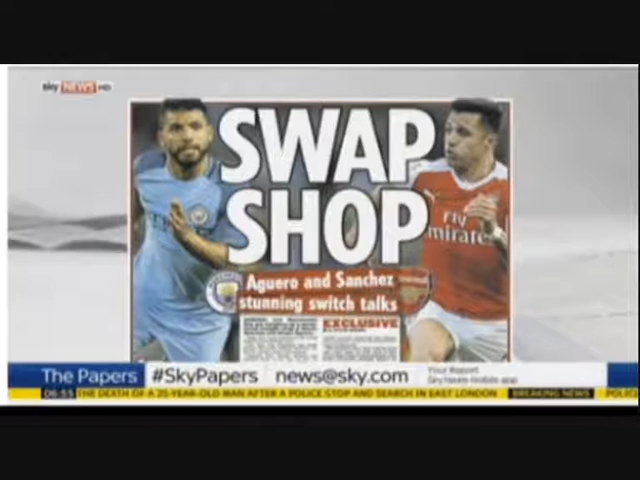 sky NEWS HD
SWAP
SHOP
Aguero and Sanchez
stunning switch talks
EXCLUSIVE
Fly
Emirates
The Papers #SkyPapers news@sky.com Your Report
Sky News mobile app
06:55 THE DEATH OF A 25-YEAR-OLD MAN AFTER A POLICE STOP AND SEARCH IN EAST LONDON BREAKING NEWS POLICE